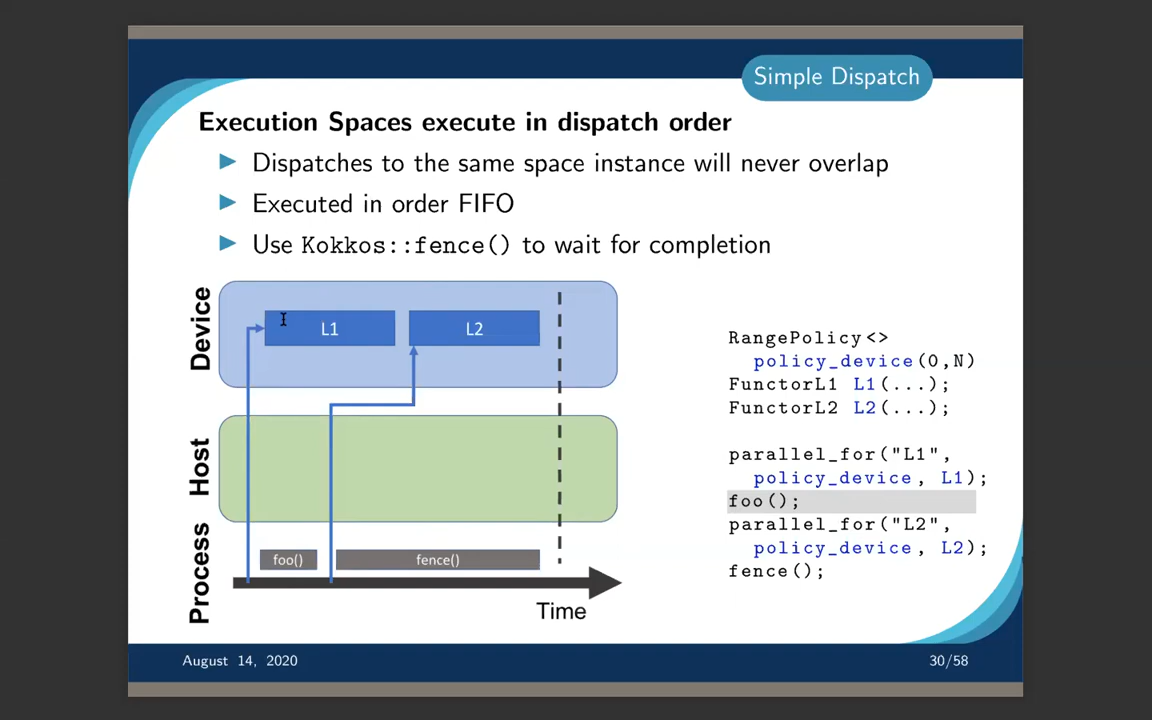 Simple Dispatch
Execution Spaces execute in dispatch order
Dispatches to the same space instance will never overlap
Executed in order FIFO
Use Kokkos::fence() to wait for completion
Device
L1
L2
Host
Process
foo()
fence()
Time
RangePolicy<>
policy_device(0,N)
FunctorL1 L1(...);
FunctorL2 L2(...);
parallel_for("L1",
policy_device, L1);
foo();
parallel_for("L2",
policy_device, L2);
fence();
August 14, 2020
30/58